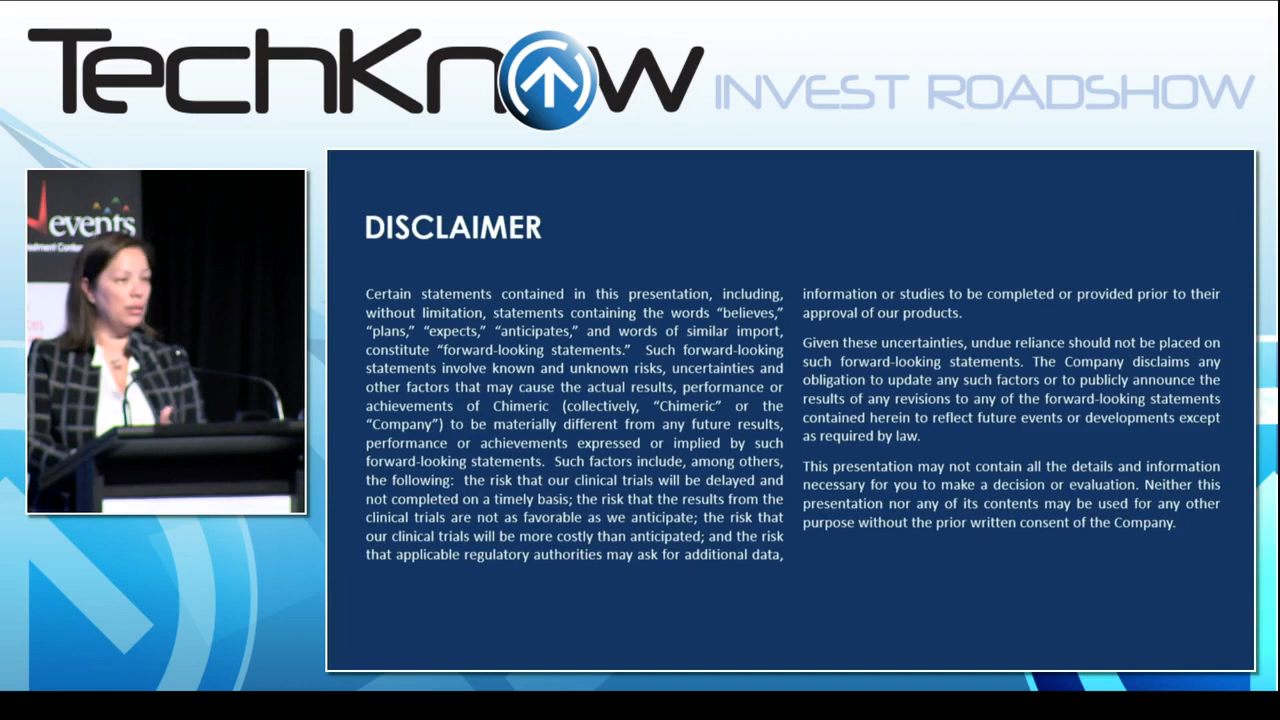 TechKnow INVEST ROADSHOW
events
DISCLAIMER
Certain statements contained in this presentation, including,
without limitation, statements containing the words “believes,”
“plans,” “expects,” “anticipates,” and words of similar import,
constitute “forward-looking statements.”  Such forward-looking
statements involve known and unknown risks, uncertainties and
other factors that may cause the actual results, performance or
achievements of Chimeric (collectively, “Chimeric” or the
“Company”) to be materially different from any future results,
performance or achievements expressed or implied by such
forward-looking statements.  Such factors include, among others,
the following:  the risk that our clinical trials will be delayed and
not completed on a timely basis; the risk that the results from the
clinical trials are not as favorable as we anticipate; the risk that
our clinical trials will be more costly than anticipated; and the risk
that applicable regulatory authorities may ask for additional data,
information or studies to be completed or provided prior to their
approval of our products.
Given these uncertainties, undue reliance should not be placed on
such forward-looking statements. The Company disclaims any
obligation to update any such factors or to publicly announce the
results of any revisions to any of the forward-looking statements
contained herein to reflect future events or developments except
as required by law.
This presentation may not contain all the details and information
necessary for you to make a decision or evaluation. Neither this
presentation nor any of its contents may be used for any other
purpose without the prior written consent of the Company.